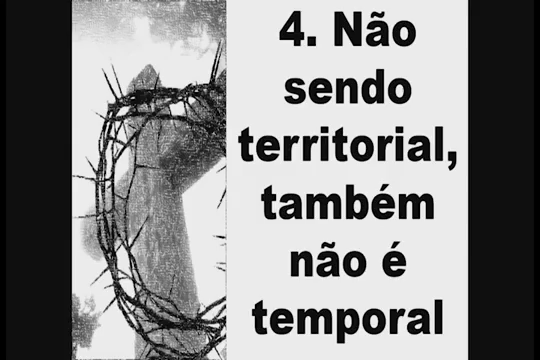 4. Não
sendo
territorial,
também
não é
temporal